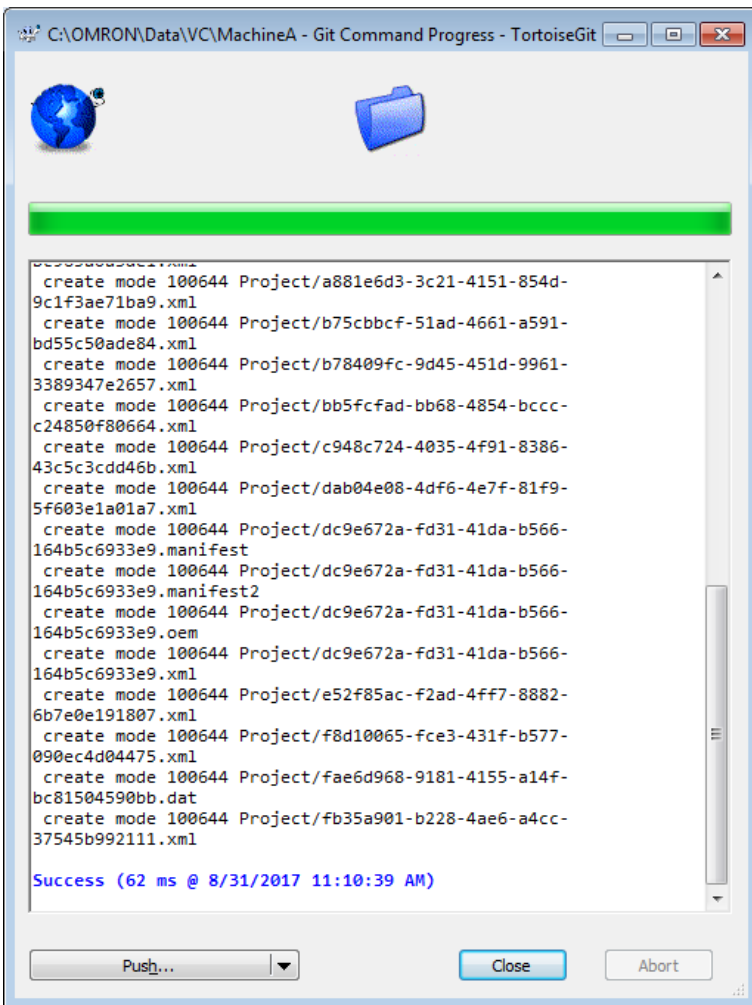 C:\OMRON\Data\VC\MachineA - Git Command Progress - TortoiseGit
create mode 100644 Project/a881e6d3-3c21-4151-854d-
9c1f3ae71ba9.xml
create mode 100644 Project/b75cbbcf-51ad-4661-a591-
bd55c50ade84.xml
create mode 100644 Project/b78409fc-9d45-451d-9961-
3389347e2657.xml
create mode 100644 Project/bb5fcfad-bb68-4854-bccc-
c24850f80664.xml
create mode 100644 Project/c948c724-4035-4f91-8386-
43c5c3cdd46b.xml
create mode 100644 Project/dab04e08-4df6-4e7f-81f9-
5f603e1a01a7.xml
create mode 100644 Project/dc9e672a-fd31-41da-b566-
164b5c6933e9.manifest
create mode 100644 Project/dc9e672a-fd31-41da-b566-
164b5c6933e9.manifest2
create mode 100644 Project/dc9e672a-fd31-41da-b566-
164b5c6933e9.oem
create mode 100644 Project/dc9e672a-fd31-41da-b566-
164b5c6933e9.xml
create mode 100644 Project/e52f85ac-f2ad-4ff7-8882-
6b7e0e191807.xml
create mode 100644 Project/f8d10065-fce3-431f-b577-
090ec4d04475.xml
create mode 100644 Project/fae6d968-9181-4155-a14f-
bc81504590bb.dat
create mode 100644 Project/fb35a901-b228-4ae6-a4cc-
37545b992111.xml
Success (62 ms @ 8/31/2017 11:10:39 AM)
Push...
Close
Abort